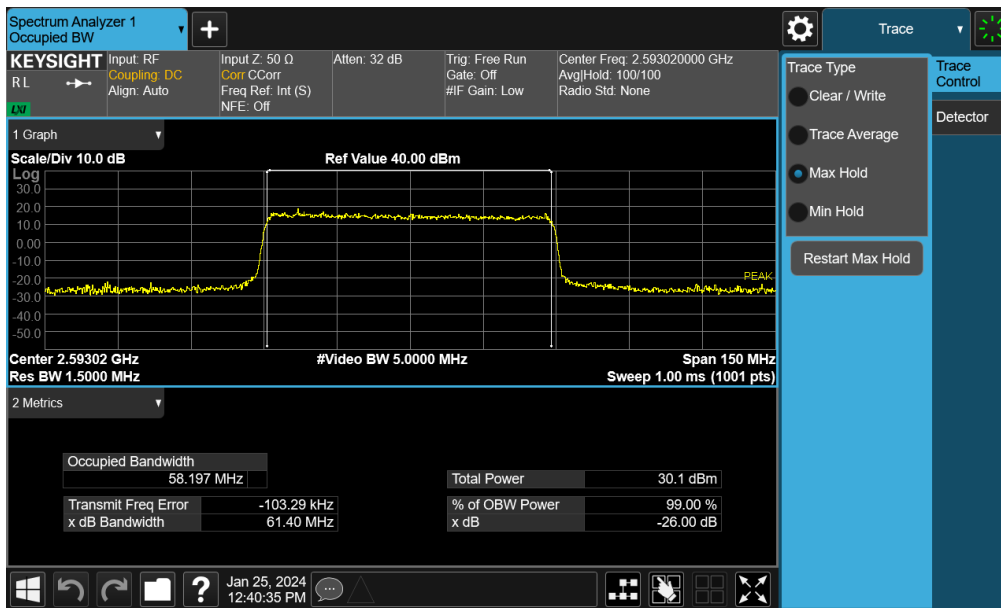 Spectrum Analyzer 1
Occupied BW
Trace
KEYSIGHT
R L
LXI
Input: RF
Coupling: DC
Align: Auto
Input Z: 50 Ω
Corr CCorr
Freq Ref: Int (S)
NFE: Off
Atten: 32 dB
Trig: Free Run
Gate: Off
#IF Gain: Low
Center Freq: 2.593020000 GHz
Avg|Hold: 100/100
Radio Std: None
Trace Type
Clear / Write
Trace Average
Max Hold
Min Hold
Restart Max Hold
Trace
Control
Detector
1 Graph
Scale/Div 10.0 dB
Ref Value 40.00 dBm
Log
30.0
20.0
10.0
0.00
-10.0
-20.0
-30.0
-40.0
-50.0
PEAK
Center 2.59302 GHz
#Video BW 5.0000 MHz
Span 150 MHz
Res BW 1.5000 MHz
Sweep 1.00 ms (1001 pts)
2 Metrics
Occupied Bandwidth
58.197 MHz
Total Power 30.1 dBm
Transmit Freq Error -103.29 kHz
% of OBW Power 99.00 %
x dB Bandwidth 61.40 MHz
x dB -26.00 dB
Jan 25, 2024
12:40:35 PM